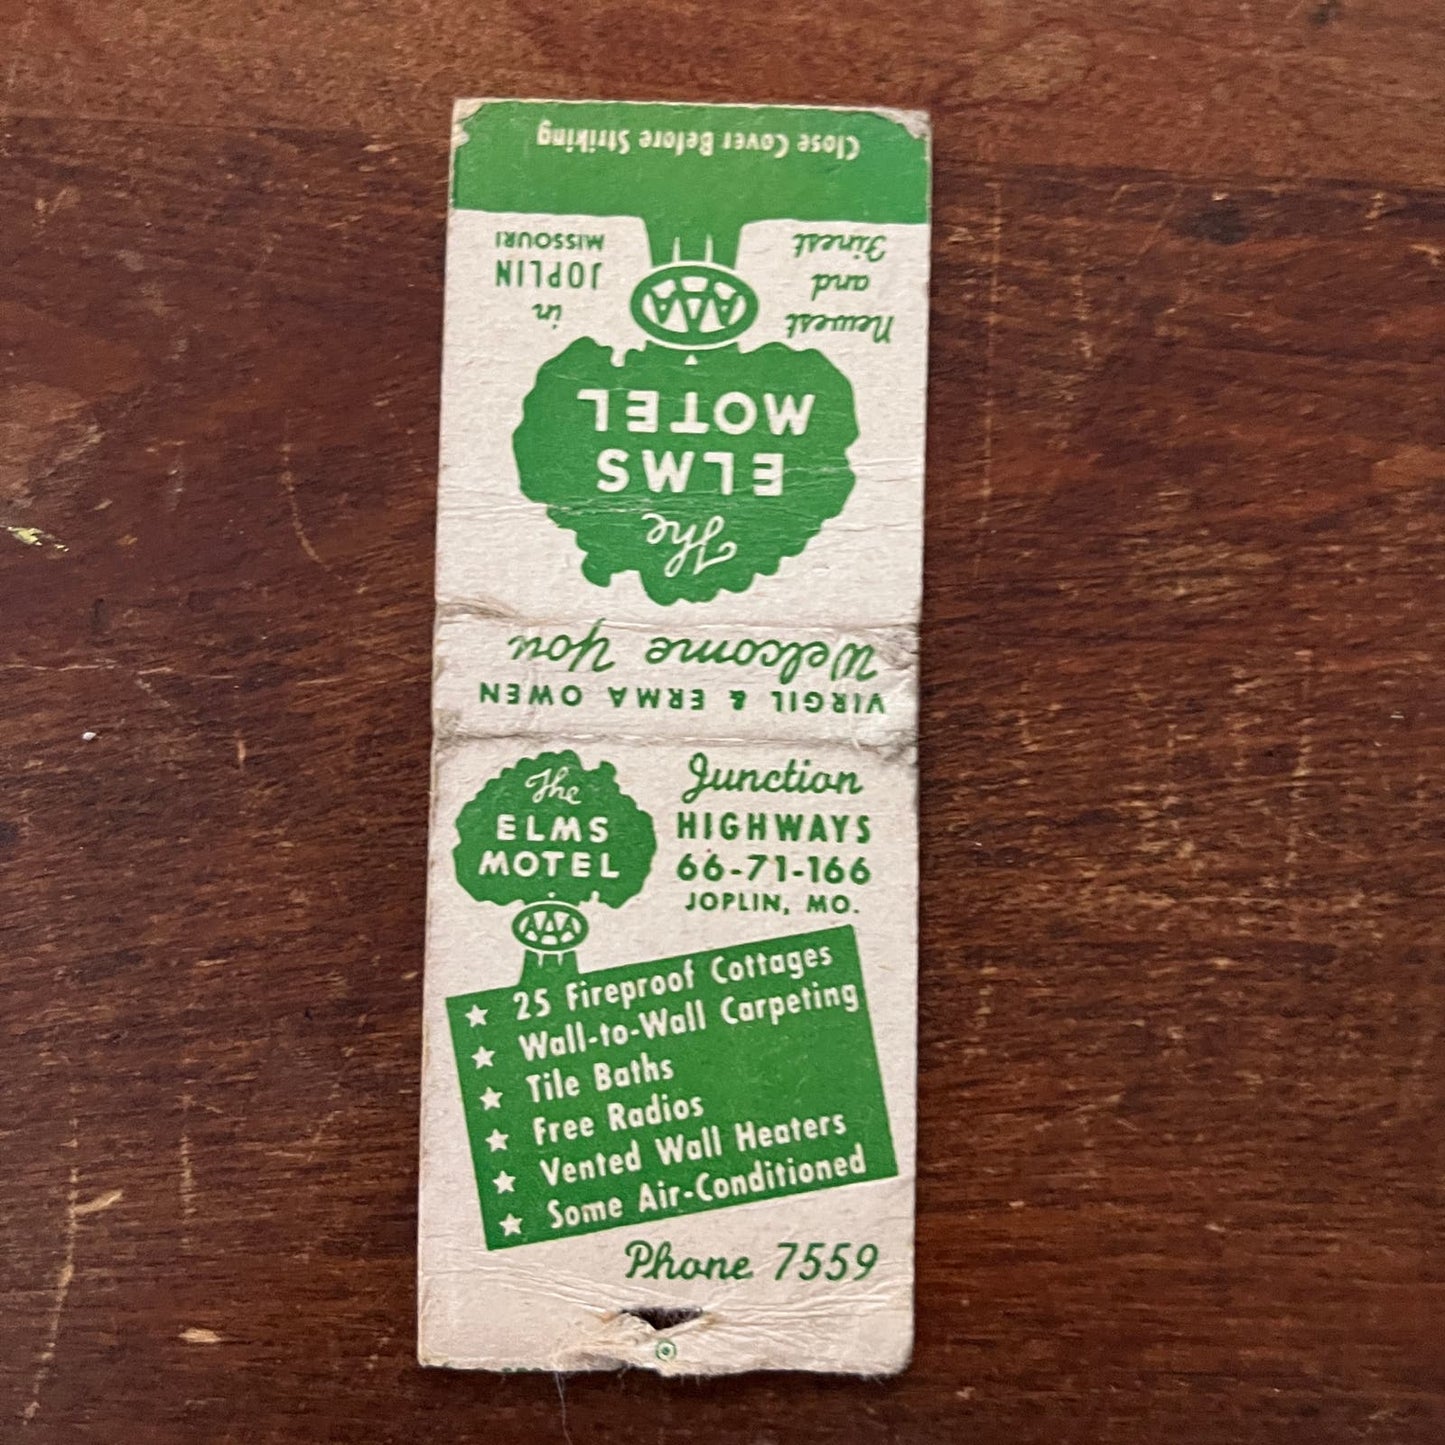 Close Cover Before Striking
The
ELMS
MOTEL
AAA
Newest
and
Finest
in
JOPLIN
MISSOURI
Welcome You
VIRGIL & ERMA OWEN
The
ELMS
MOTEL
AAA
Junction
HIGHWAYS
66-71-166
JOPLIN, MO.
★ 25 Fireproof Cottages
★ Wall-to-Wall Carpeting
★ Tile Baths
★ Free Radios
★ Vented Wall Heaters
★ Some Air-Conditioned
Phone 7559